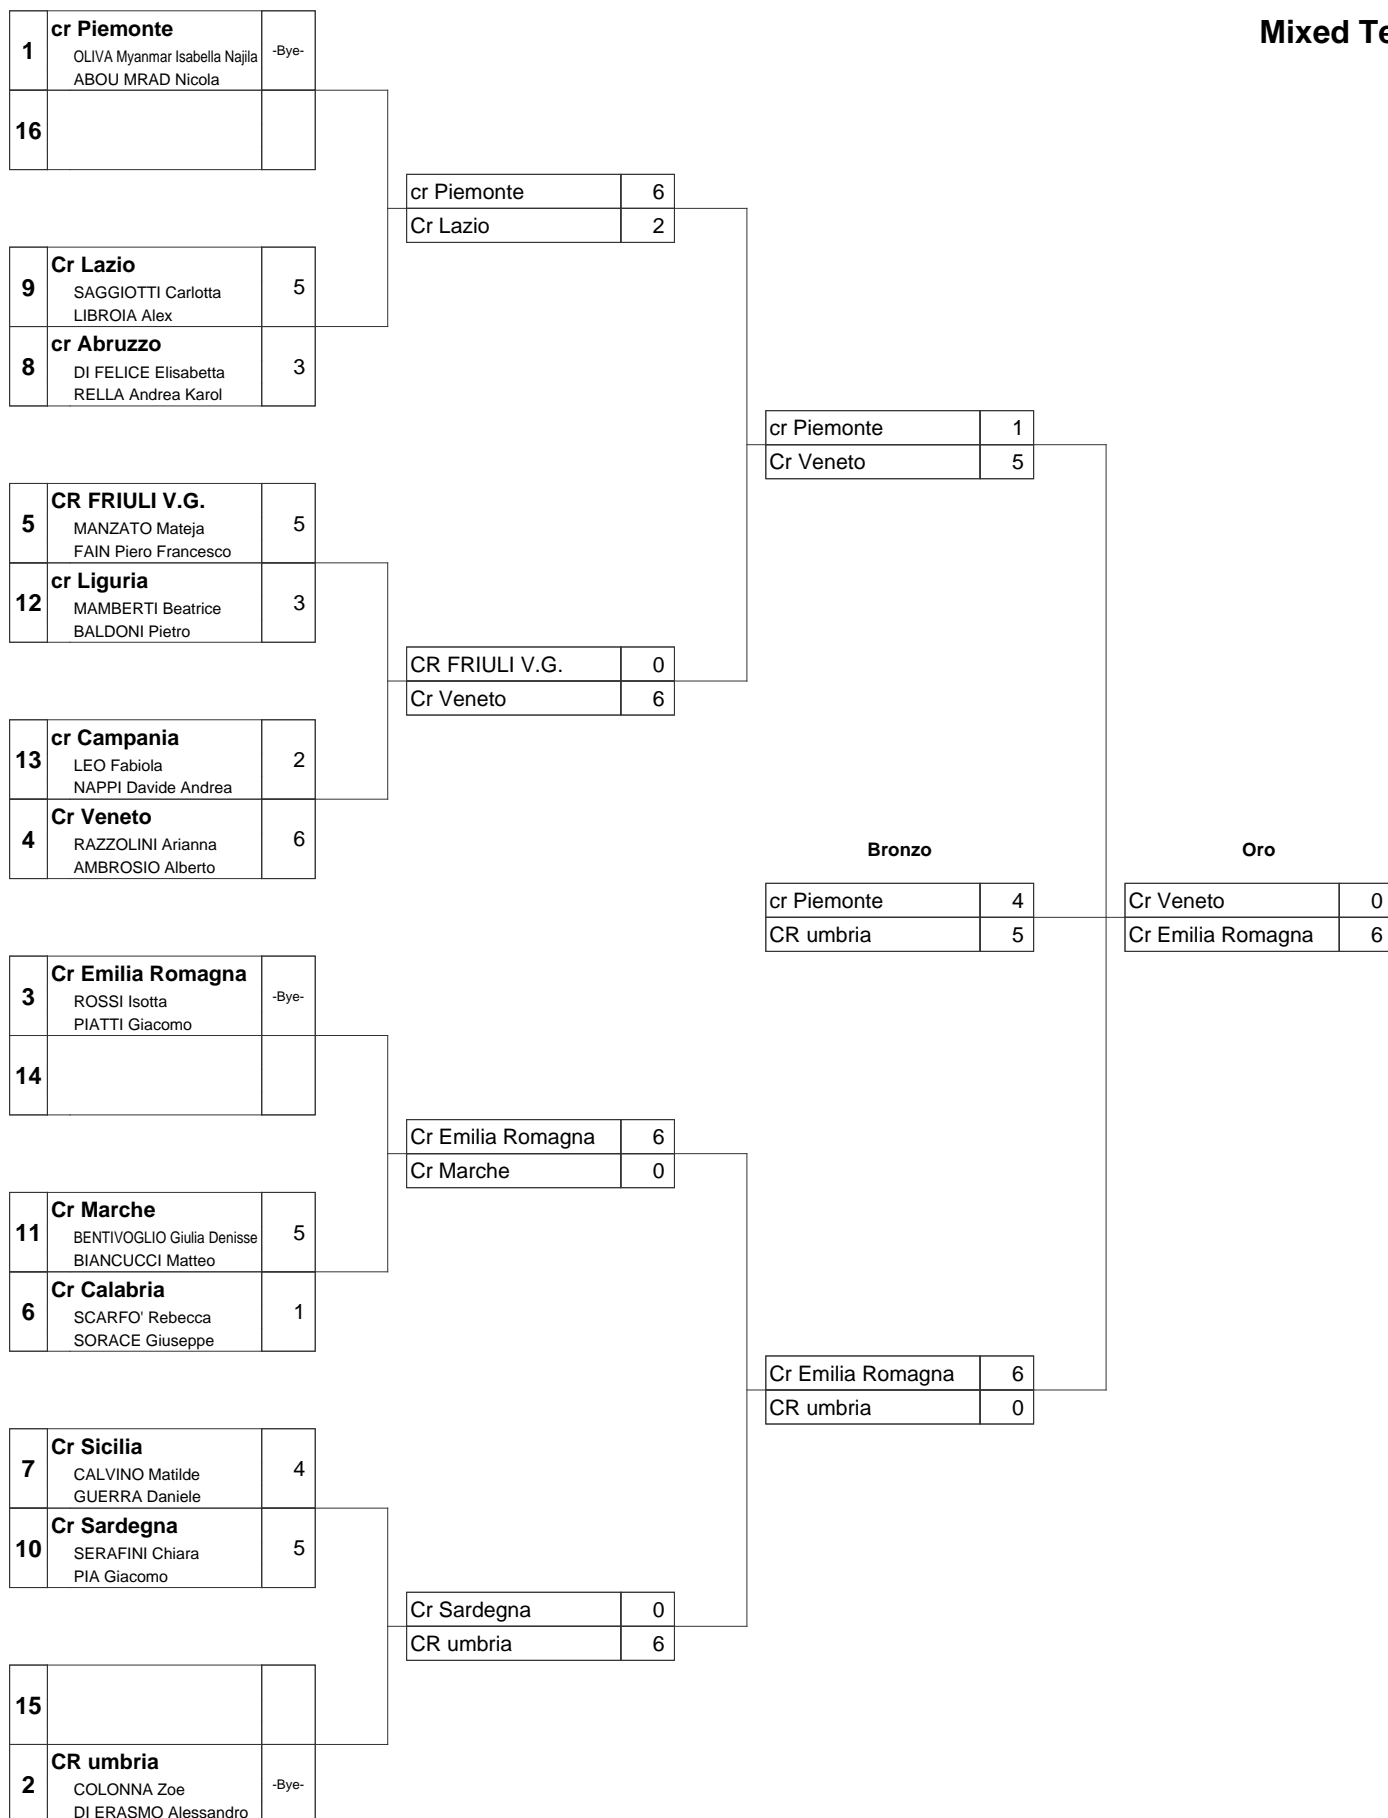 Mixed Te
1
cr Piemonte
OLIVA Myanmar Isabella Najila
ABOU MRAD Nicola
-Bye-
16
cr Piemonte 6
Cr Lazio 2
9
Cr Lazio
SAGGIOTTI Carlotta
LIBROIA Alex
5
8
cr Abruzzo
DI FELICE Elisabetta
RELLA Andrea Karol
3
cr Piemonte 1
Cr Veneto 5
5
CR FRIULI V.G.
MANZATO Mateja
FAIN Piero Francesco
5
12
cr Liguria
MAMBERTI Beatrice
BALDONI Pietro
3
CR FRIULI V.G. 0
Cr Veneto 6
13
cr Campania
LEO Fabiola
NAPPI Davide Andrea
2
4
Cr Veneto
RAZZOLINI Arianna
AMBROSIO Alberto
6
Bronzo
cr Piemonte 4
CR umbria 5
Oro
Cr Veneto 0
Cr Emilia Romagna 6
3
Cr Emilia Romagna
ROSSI Isotta
PIATTI Giacomo
-Bye-
14
Cr Emilia Romagna 6
Cr Marche 0
11
Cr Marche
BENTIVOGLIO Giulia Denisse
BIANCUCCI Matteo
5
6
Cr Calabria
SCARFO' Rebecca
SORACE Giuseppe
1
Cr Emilia Romagna 6
CR umbria 0
7
Cr Sicilia
CALVINO Matilde
GUERRA Daniele
4
10
Cr Sardegna
SERAFINI Chiara
PIA Giacomo
5
Cr Sardegna 0
CR umbria 6
15
2
CR umbria
COLONNA Zoe
DI ERASMO Alessandro
-Bye-